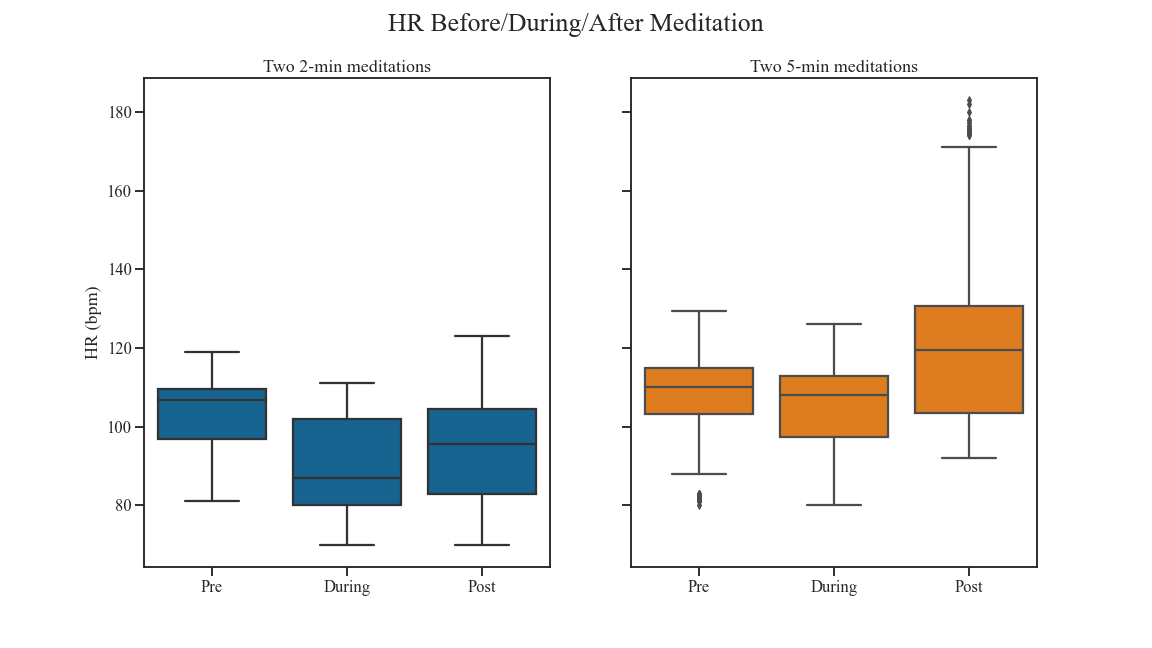 HR Before/During/After Meditation
Two 2-min meditations
Two 5-min meditations
HR (bpm)
180
160
140
120
100
80
Pre
During
Post
Pre
During
Post